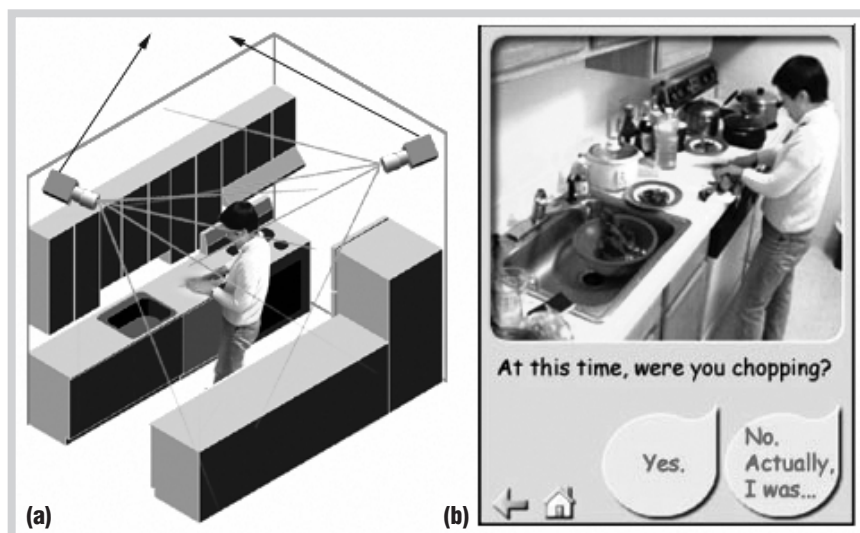 (a)
(b)
At this time, were you chopping?
Yes.
No.
Actually,
I was...